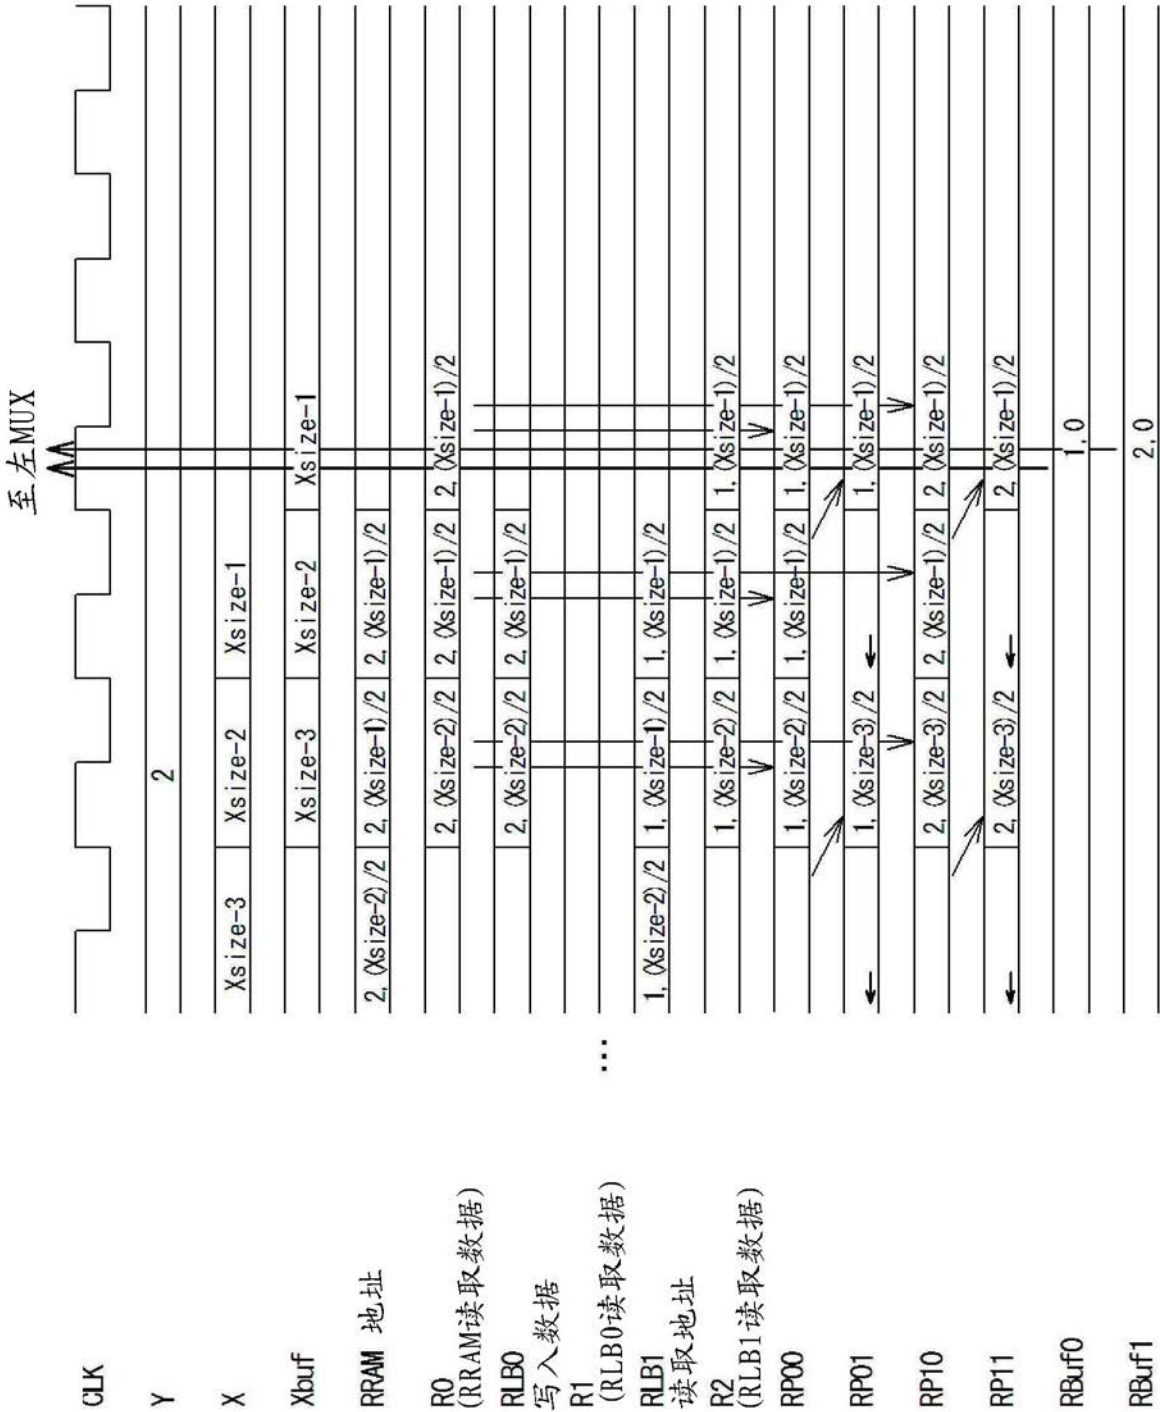 至左MUX
CLK
Y
2
X
Xsize-3
Xsize-2
Xsize-1
Xbuf
Xsize-3
Xsize-2
Xsize-1
RRAM 地址
2, (Xsize-2)/2
2, (Xsize-1)/2
2, (Xsize-1)/2
R0
(RRAM读取数据)
2, (Xsize-2)/2
2, (Xsize-1)/2
2, (Xsize-1)/2
RLB0
写入数据
2, (Xsize-2)/2
2, (Xsize-1)/2
R1
(RLB0读取数据)
...
RLB1
读取地址
1, (Xsize-2)/2
1, (Xsize-1)/2
1, (Xsize-1)/2
R2
(RLB1读取数据)
1, (Xsize-2)/2
1, (Xsize-1)/2
1, (Xsize-1)/2
RP00
1, (Xsize-2)/2
1, (Xsize-1)/2
1, (Xsize-1)/2
RP01
1, (Xsize-3)/2
1, (Xsize-1)/2
RP10
2, (Xsize-3)/2
2, (Xsize-1)/2
2, (Xsize-1)/2
RP11
2, (Xsize-3)/2
2, (Xsize-1)/2
RBuf0
1, 0
RBuf1
2, 0